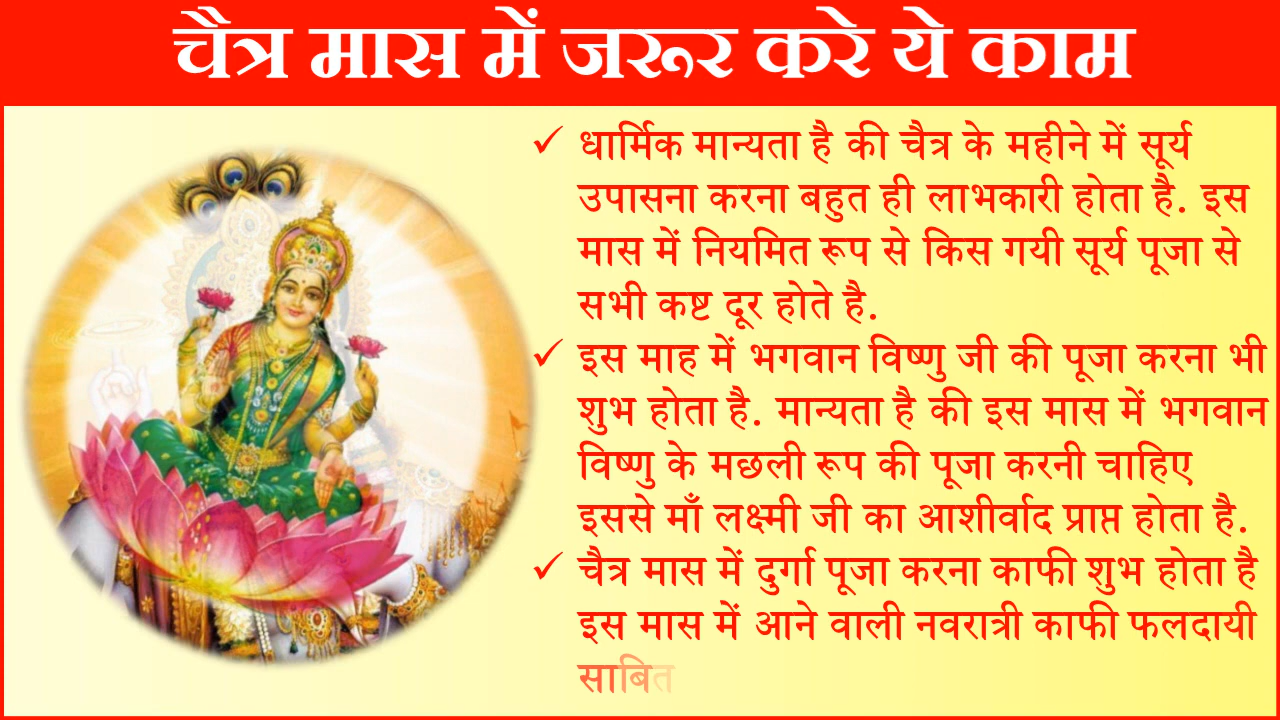 चैत्र मास में जरूर करे ये काम
✓ धार्मिक मान्यता है की चैत्र के महीने में सूर्य
उपासना करना बहुत ही लाभकारी होता है. इस
मास में नियमित रूप से किस गयी सूर्य पूजा से
सभी कष्ट दूर होते है.
✓ इस माह में भगवान विष्णु जी की पूजा करना भी
शुभ होता है. मान्यता है की इस मास में भगवान
विष्णु के मछली रूप की पूजा करनी चाहिए
इससे माँ लक्ष्मी जी का आशीर्वाद प्राप्त होता है.
✓ चैत्र मास में दुर्गा पूजा करना काफी शुभ होता है
इस मास में आने वाली नवरात्री काफी फलदायी
साबित